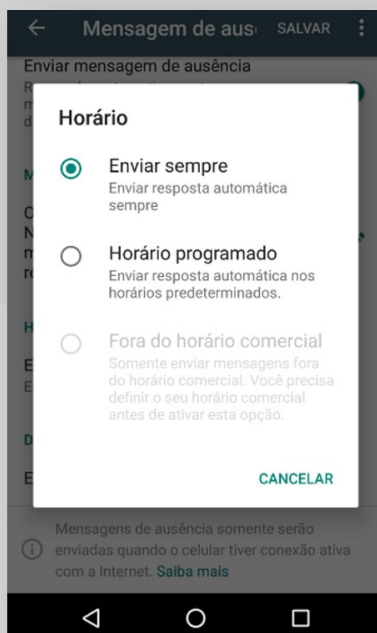 Mensagem de aus
SALVAR
Enviar mensagem de ausência
Horário
Enviar sempre
Enviar resposta automática
sempre
Horário programado
Enviar resposta automática nos
horários predeterminados.
Fora do horário comercial
Somente enviar mensagens fora
do horário comercial. Você precisa
definir o seu horário comercial
antes de ativar esta opção.
CANCELAR
Mensagens de ausência somente serão
enviadas quando o celular tiver conexão ativa
com a Internet. Saiba mais